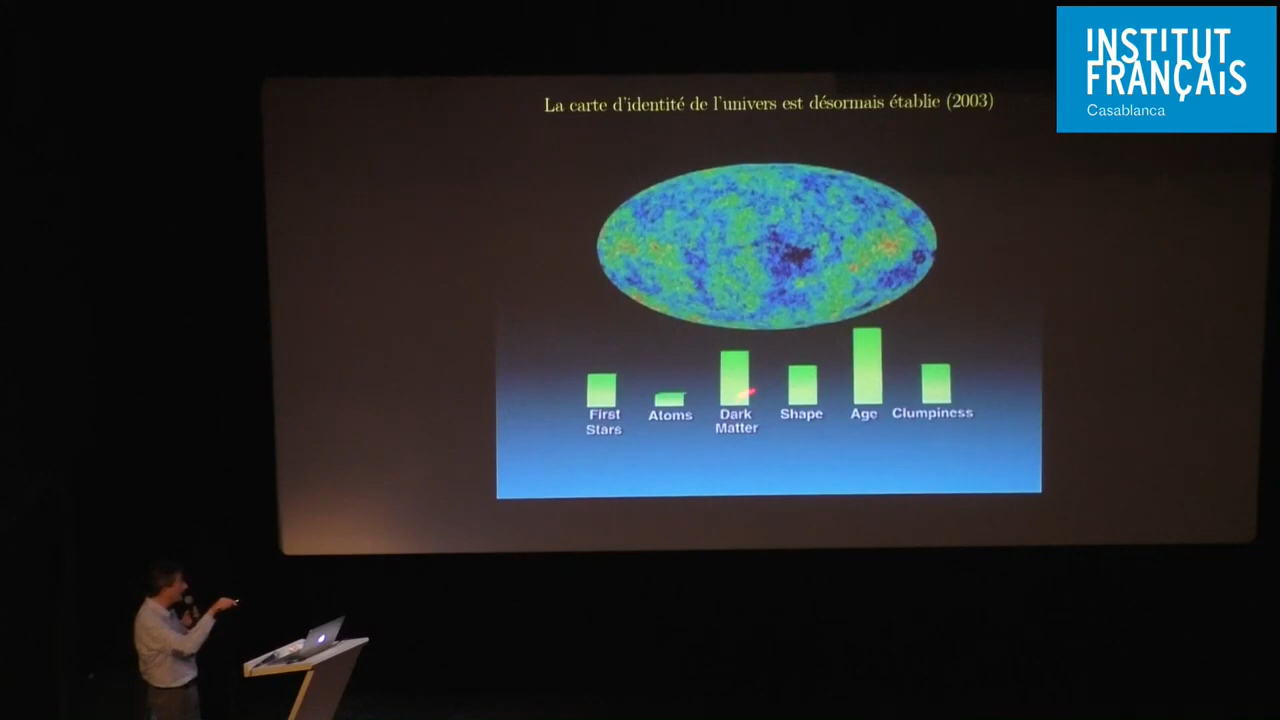 INSTITUT
FRANÇAIS
Casablanca
La carte d'identité de l'univers est désormais établie (2003)
First Stars
Atoms
Dark Matter
Shape
Age
Clumpiness